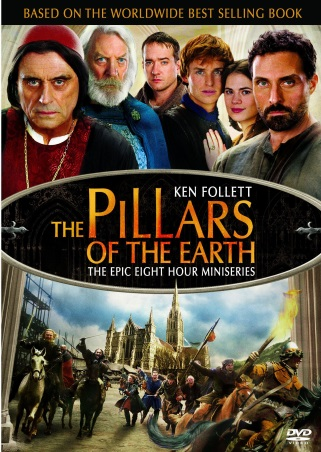 BASED ON THE WORLDWIDE BEST SELLING BOOK
KEN FOLLETT
THE PILLARS
OF THE EARTH
THE EPIC EIGHT HOUR MINISERIES
DVD